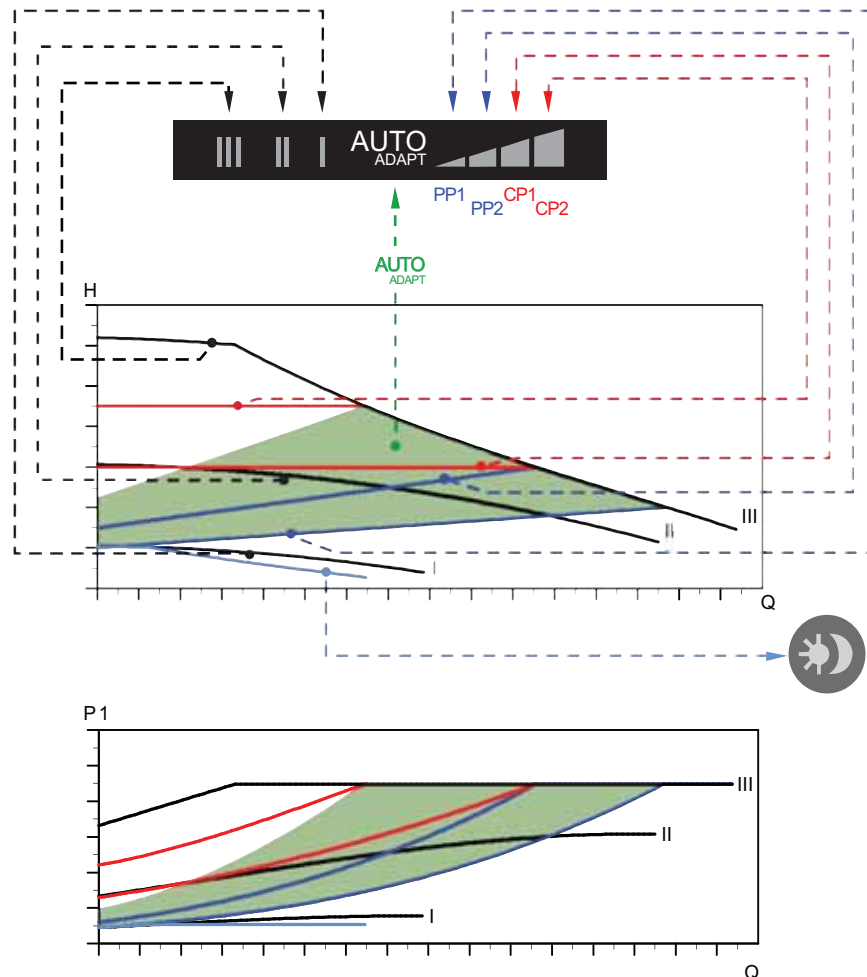 III II I AUTO
ADAPT
PP1 CP1
PP2 CP2
AUTO
ADAPT
H
III
II
I
Q
P1
III
II
I
Q